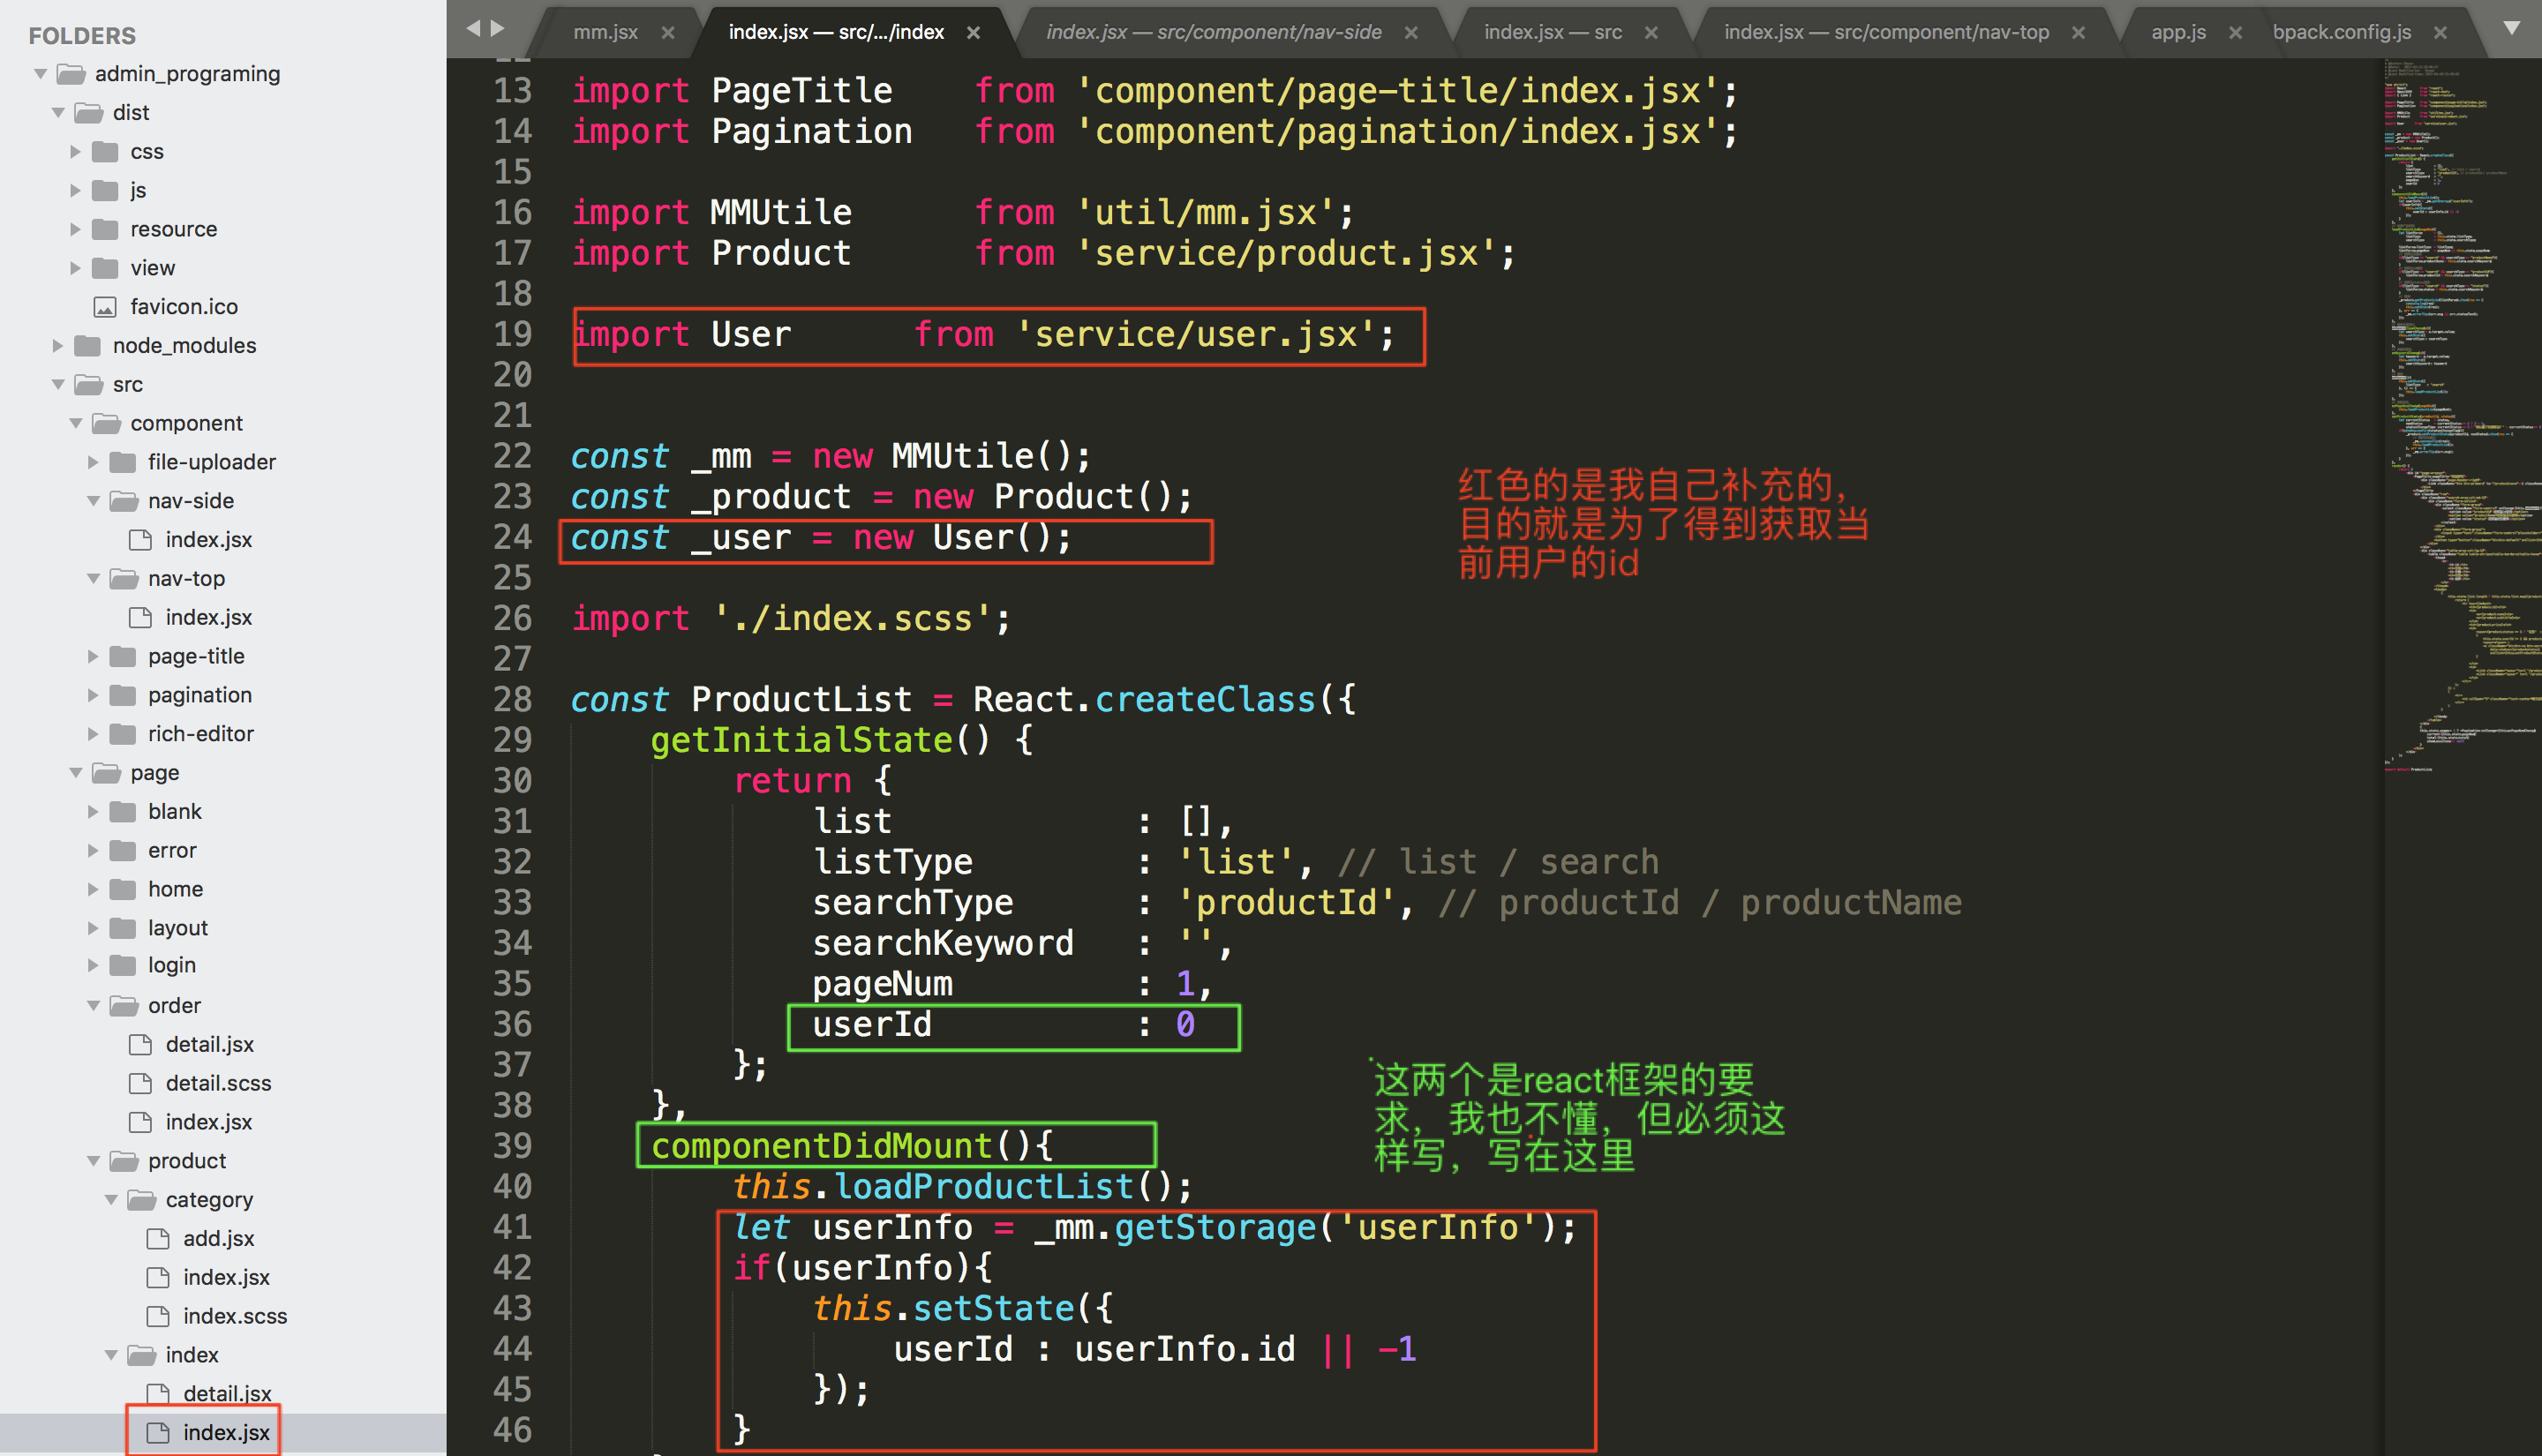 FOLDERS
admin_programing
dist
css
js
resource
view
favicon.ico
node_modules
src
component
file-uploader
nav-side
index.jsx
nav-top
index.jsx
page-title
pagination
rich-editor
page
blank
error
home
layout
login
order
detail.jsx
detail.scss
index.jsx
product
category
add.jsx
index.jsx
index.scss
index
detail.jsx
index.jsx
mm.jsx
index.jsx — src/.../index
index.jsx — src/component/nav-side
index.jsx — src
index.jsx — src/component/nav-top
app.js
bpack.config.js
13 import PageTitle from 'component/page-title/index.jsx';
14 import Pagination from 'component/pagination/index.jsx';
15
16 import MMUtile from 'util/mm.jsx';
17 import Product from 'service/product.jsx';
18
19 import User from 'service/user.jsx';
20
21
22 const _mm = new MMUtile();
23 const _product = new Product();
24 const _user = new User();
25
26 import './index.scss';
27
28 const ProductList = React.createClass({
29 getInitialState() {
30 return {
31 list : [],
32 listType : 'list', // list / search
33 searchType : 'productId', // productId / productName
34 searchKeyword : '',
35 pageNum : 1,
36 userId : 0
37 };
38 },
39 componentDidMount(){
40 this.loadProductList();
41 let userInfo = _mm.getStorage('userInfo');
42 if(userInfo){
43 this.setState({
44 userId : userInfo.id || -1
45 });
46 }
红色的是我自己补充的，
目的就是为了得到获取当
前用户的id
这两个是react框架的要
求，我也不懂，但必须这
样写，写在这里